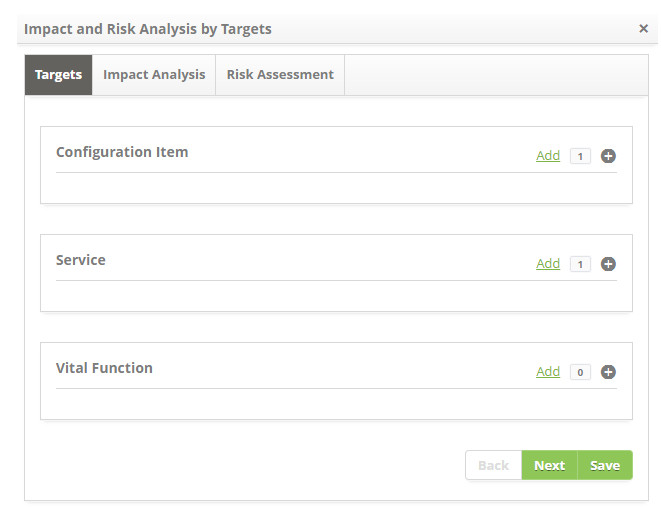 Impact and Risk Analysis by Targets ×
Targets Impact Analysis Risk Assessment
Configuration Item Add 1
Service Add 1
Vital Function Add 0
Back Next Save